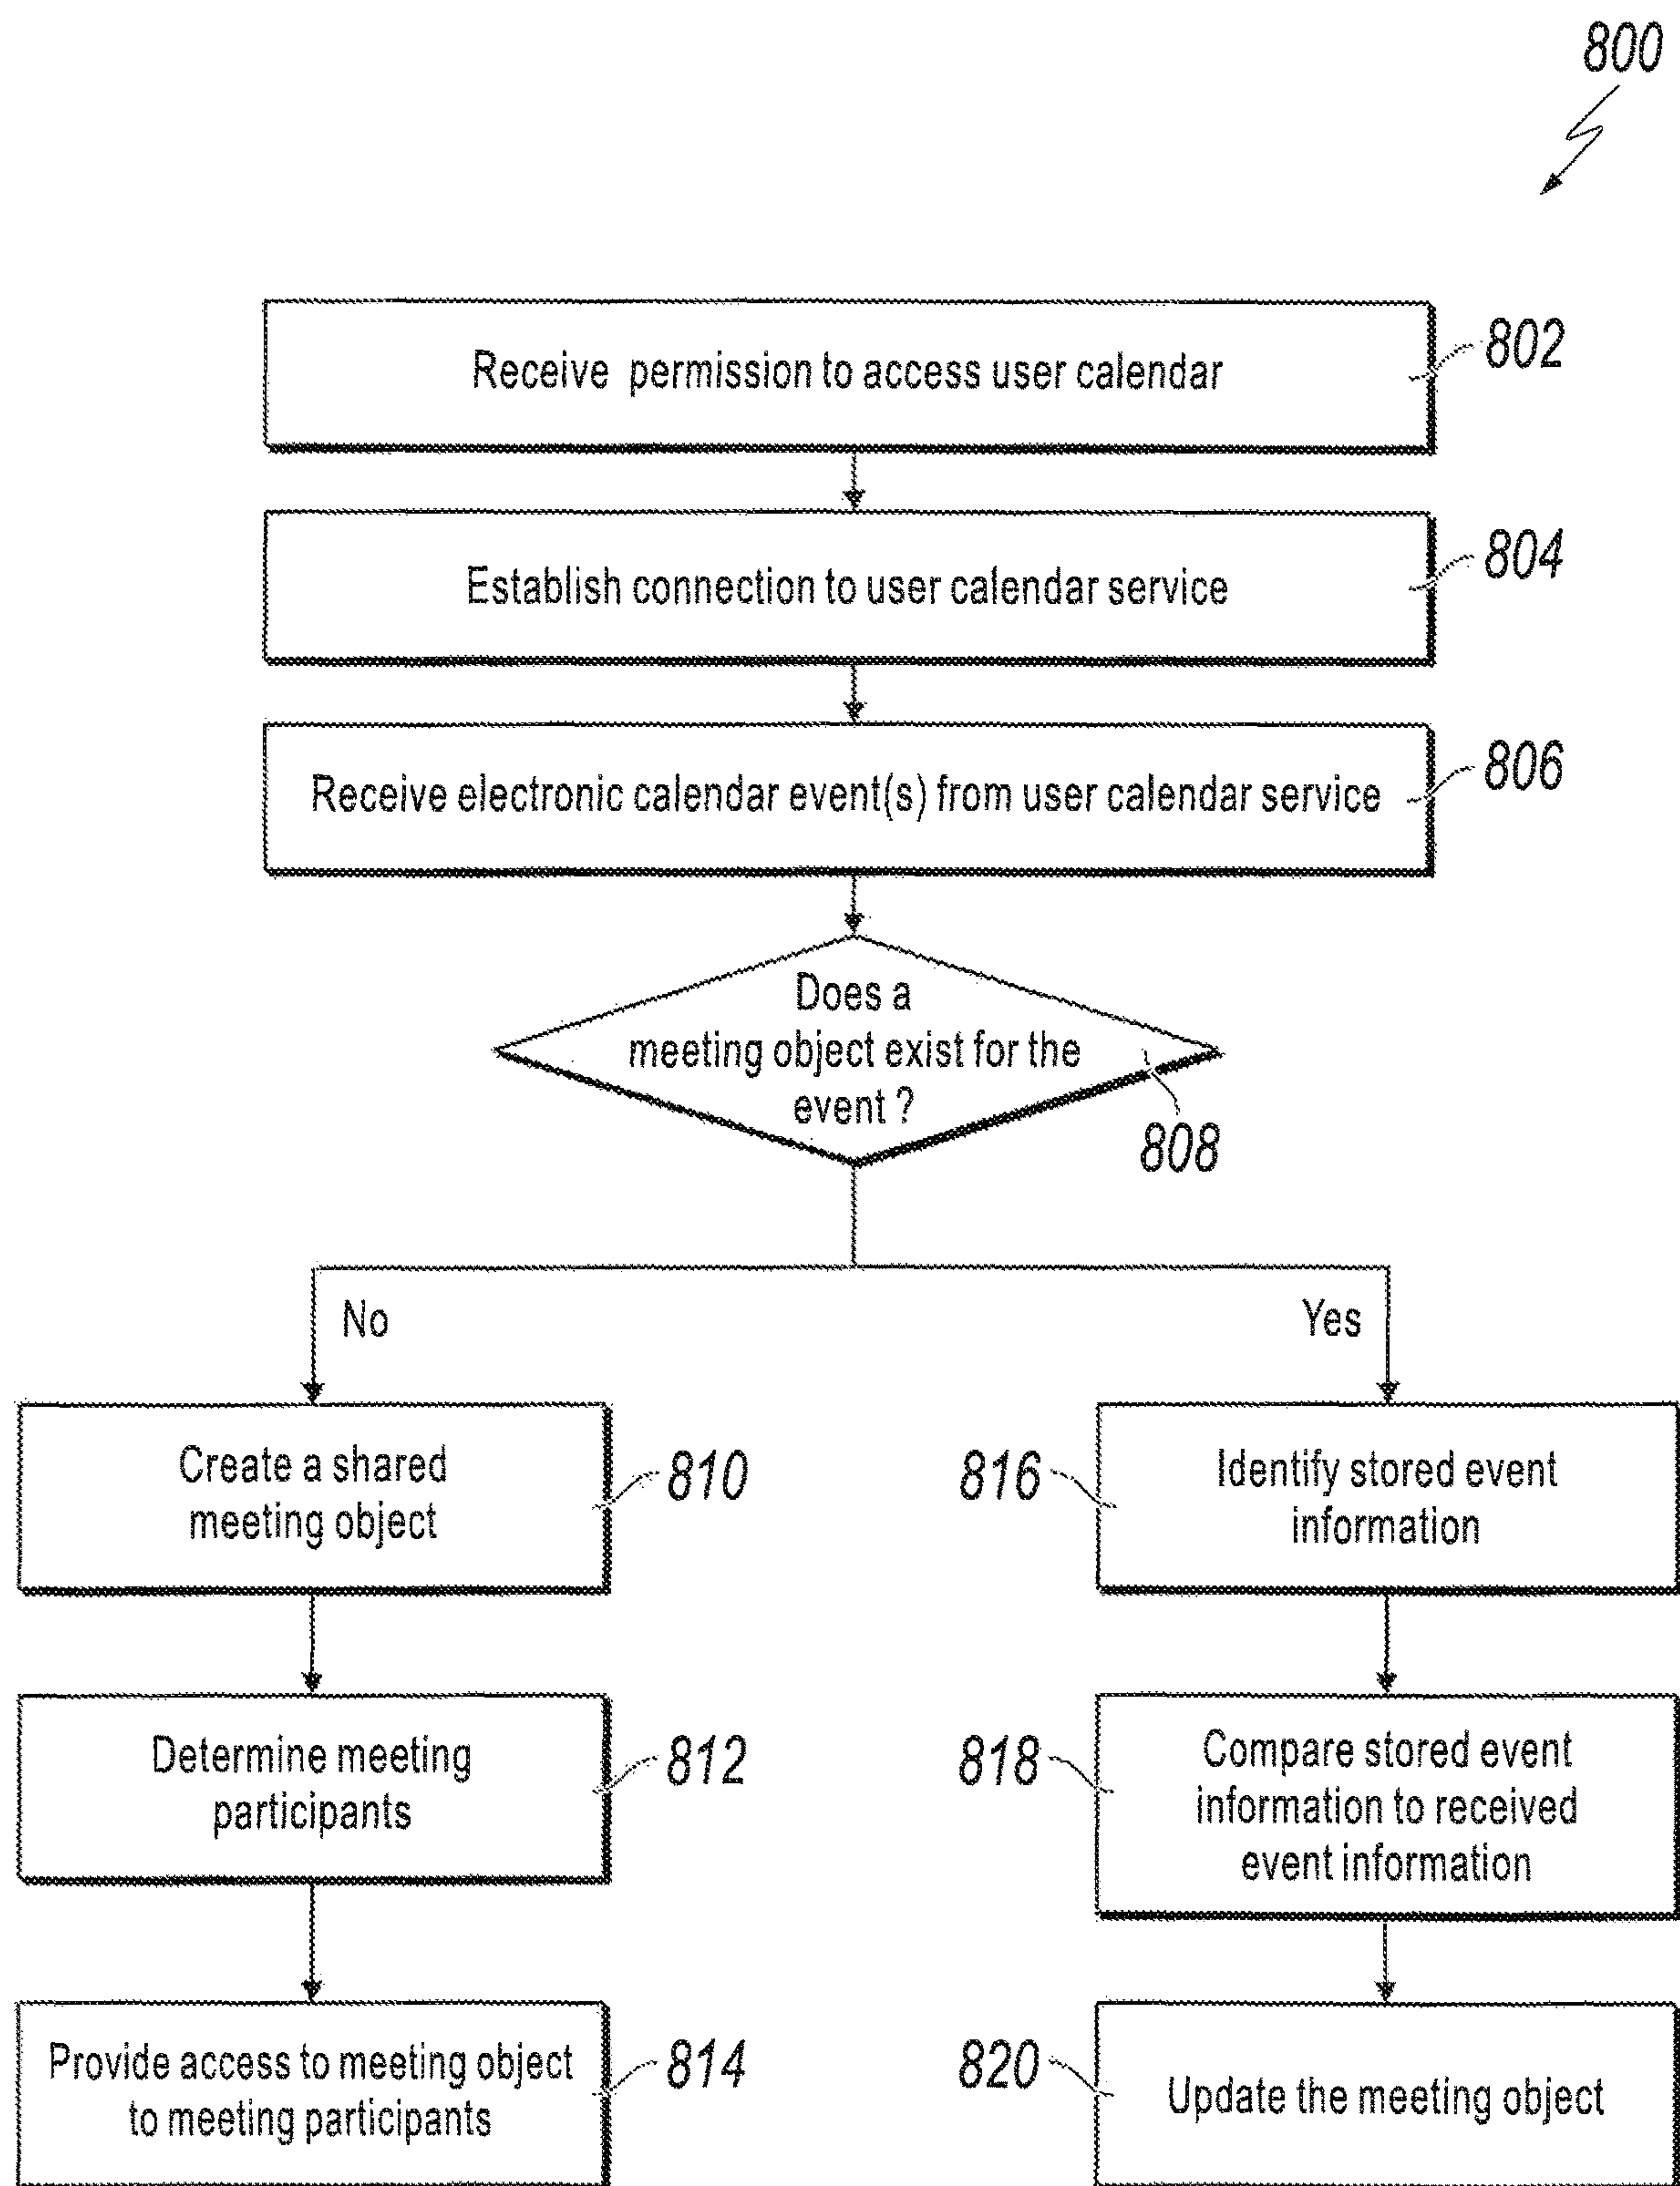 800
Receive permission to access user calendar
802
Establish connection to user calendar service
804
Receive electronic calendar event(s) from user calendar service
806
Does a
meeting object exist for the
event ?
808
No
Yes
Create a shared
meeting object
810
816
Identify stored event
information
Determine meeting
participants
812
818
Compare stored event
information to received
event information
Provide access to meeting object
to meeting participants
814
820
Update the meeting object